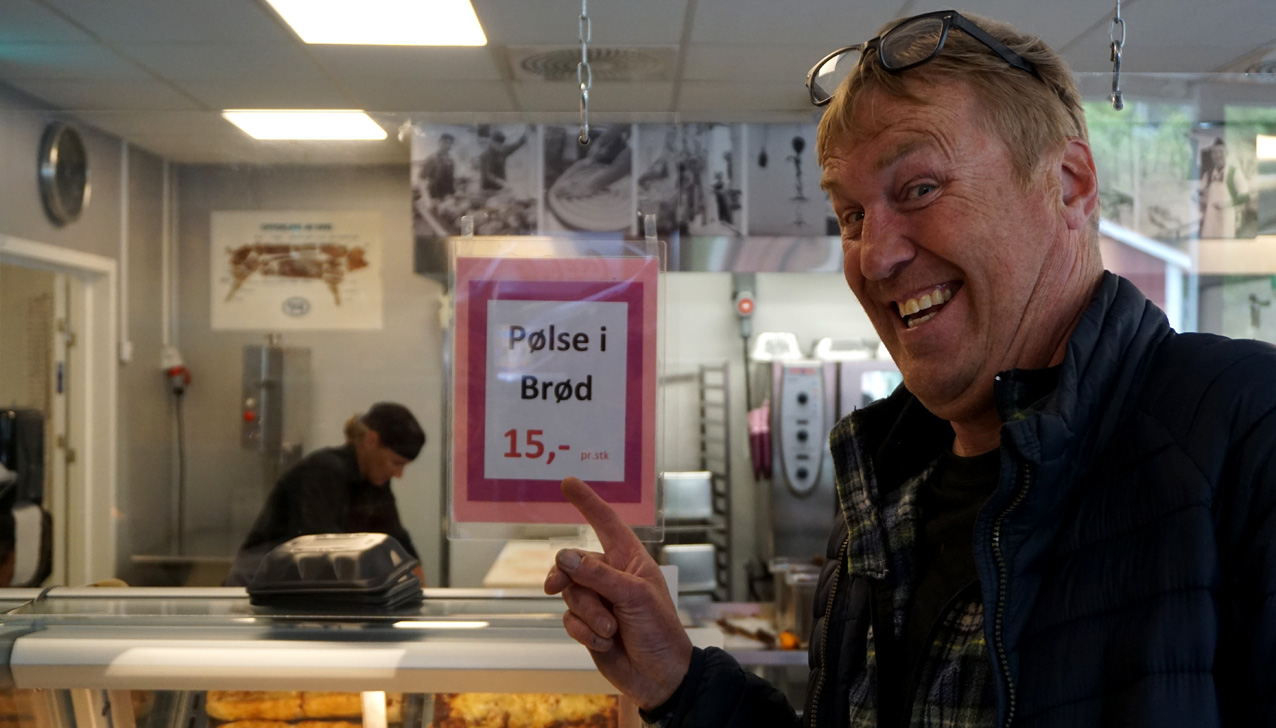 Pølse i
Brød
15,- pr.stk